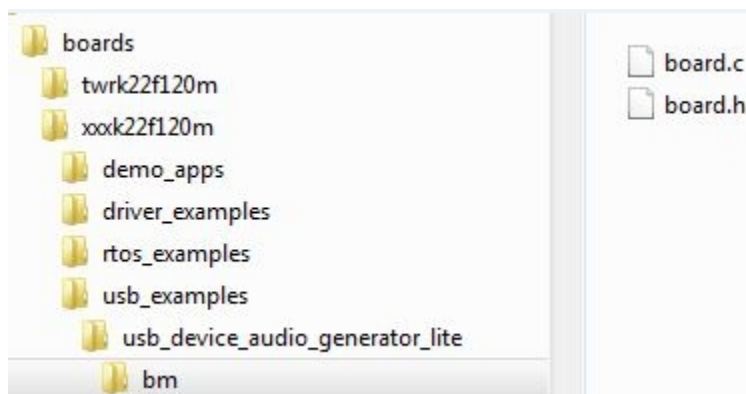 boards
twrk22f120m
xxxk22f120m
demo_apps
driver_examples
rtos_examples
usb_examples
usb_device_audio_generator_lite
bm
board.c
board.h